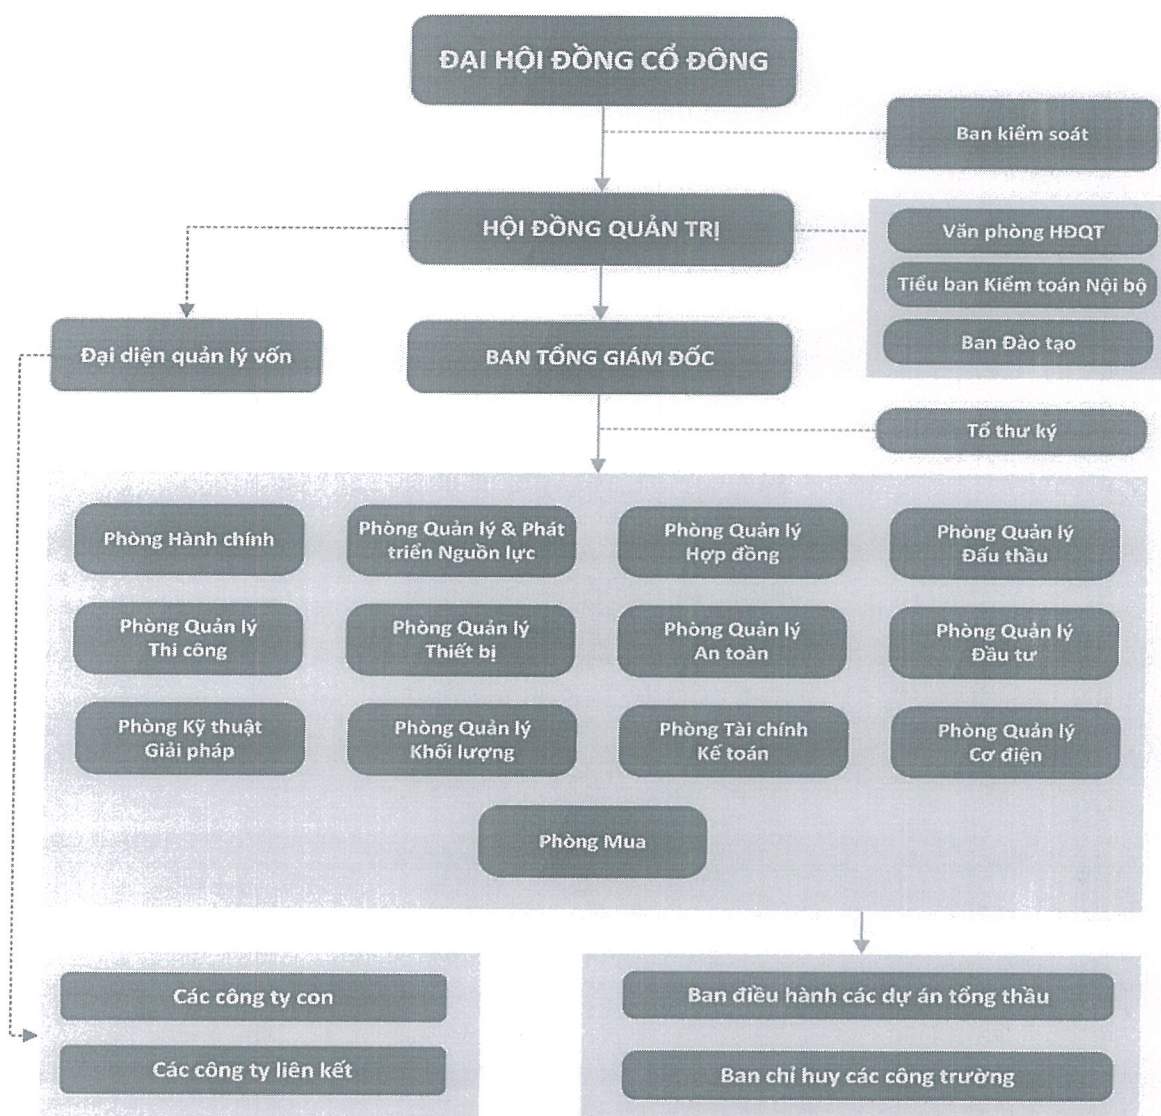 ĐẠI HỘI ĐỒNG CỔ ĐÔNG
Ban kiểm soát
HỘI ĐỒNG QUẢN TRỊ
Văn phòng HĐQT
Tiểu ban Kiểm toán Nội bộ
Ban Đào tạo
Đại diện quản lý vốn
BAN TỔNG GIÁM ĐỐC
Tổ thư ký
Phòng Hành chính
Phòng Quản lý & Phát
triển Nguồn lực
Phòng Quản lý
Hợp đồng
Phòng Quản lý
Đấu thầu
Phòng Quản lý
Thi công
Phòng Quản lý
Thiết bị
Phòng Quản lý
An toàn
Phòng Quản lý
Đầu tư
Phòng Kỹ thuật
Giải pháp
Phòng Quản lý
Khối lượng
Phòng Tài chính
Kế toán
Phòng Quản lý
Cơ điện
Phòng Mua
Các công ty con
Các công ty liên kết
Ban điều hành các dự án tổng thầu
Ban chỉ huy các công trường